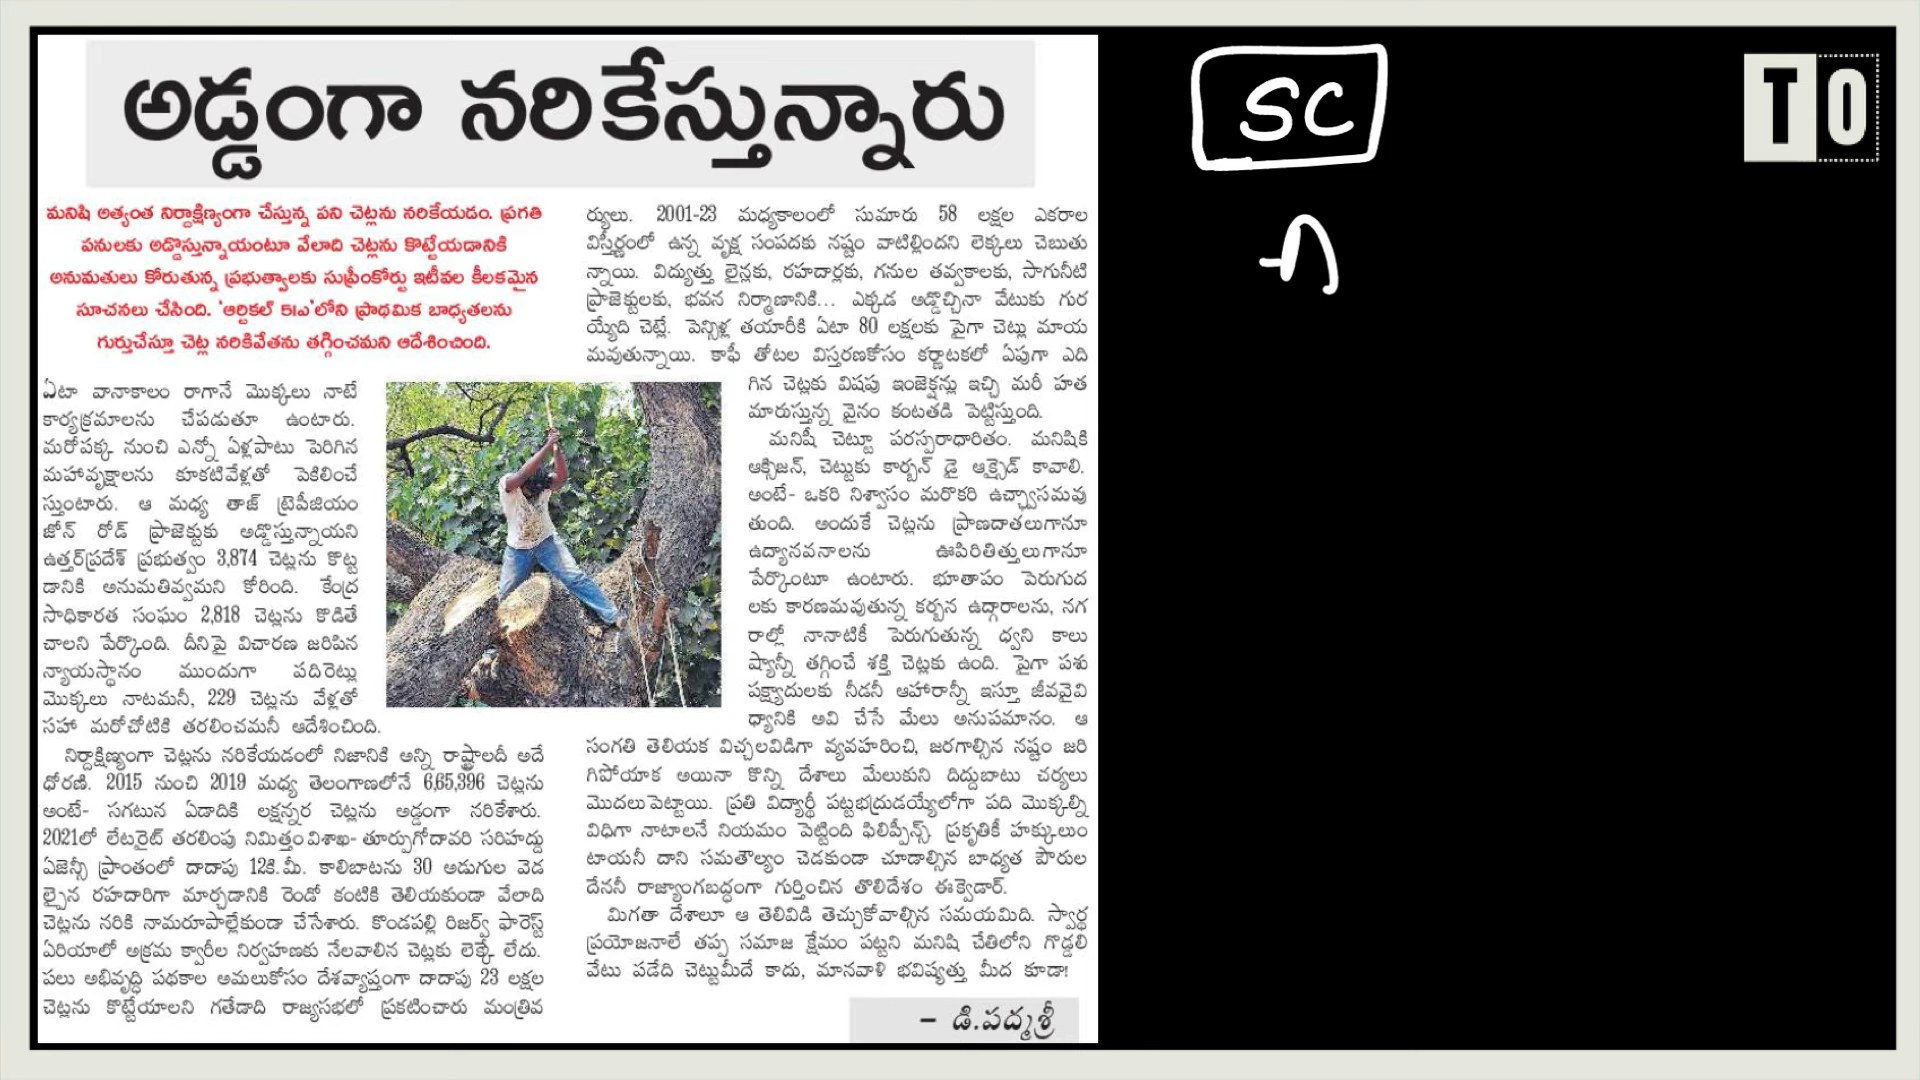 అడ్డంగా నరికేస్తున్నారు
మనిషి అత్యంత నిర్దాక్షిణ్యంగా చేస్తున్న పని చెట్లను నరికేయడం. ప్రగతి
పనులకు అడ్డొస్తున్నాయంటూ వేలాది చెట్లను కొట్టేయడానికి
అనుమతులు కోరుతున్న ప్రభుత్వాలకు సుప్రీంకోర్టు ఇటీవల కీలకమైన
సూచనలు చేసింది. 'ఆర్టికల్ 51ఎ'లోని ప్రాథమిక బాధ్యతలను
గుర్తుచేస్తూ చెట్ల నరికివేతను తగ్గించమని ఆదేశించింది.
ఏటా వానాకాలం రాగానే మొక్కలు నాటే
కార్యక్రమాలను చేపడుతూ ఉంటారు.
మరోపక్క నుంచి ఎన్నో ఏళ్లపాటు పెరిగిన
మహావృక్షాలను కూకటివేళ్లతో పెకిలించే
స్తుంటారు. ఆ మధ్య తాజ్ ట్రెపీజియం
జోన్ రోడ్ ప్రాజెక్టుకు అడ్డొస్తున్నాయని
ఉత్తర్‌ప్రదేశ్ ప్రభుత్వం 3,874 చెట్లను కొట్ట
డానికి అనుమతివ్వమని కోరింది. కేంద్ర
సాధికారత సంఘం 2,818 చెట్లను కొడితే
చాలని పేర్కొంది. దీనిపై విచారణ జరిపిన
న్యాయస్థానం ముందుగా పదిరెట్లు
మొక్కలు నాటమనీ, 229 చెట్లను వేళ్లతో
సహా మరోచోటికి తరలించమనీ ఆదేశించింది.
నిర్దాక్షిణ్యంగా చెట్లను నరికేయడంలో నిజానికి అన్ని రాష్ట్రాలదీ అదే
ధోరణి. 2015 నుంచి 2019 మధ్య తెలంగాణలోనే 6,65,396 చెట్లను
అంటే- సగటున ఏడాదికి లక్షన్నర చెట్లను అడ్డంగా నరికేశారు.
2021లో లేటరైట్ తరలింపు నిమిత్తం విశాఖ- తూర్పుగోదావరి సరిహద్దు
ఏజెన్సీ ప్రాంతంలో దాదాపు 12కి.మీ. కాలిబాటను 30 అడుగుల వెడ
ల్పైన రహదారిగా మార్చడానికి రెండో కంటికి తెలియకుండా వేలాది
చెట్లను నరికి నామరూపాల్లేకుండా చేసేశారు. కొండపల్లి రిజర్వ్ ఫారెస్ట్
ఏరియాలో అక్రమ క్వారీల నిర్వహణకు నేలవాలిన చెట్లకు లెక్కే లేదు.
పలు అభివృద్ధి పథకాల అమలుకోసం దేశవ్యాప్తంగా దాదాపు 23 లక్షల
చెట్లను కొట్టేయాలని గతేడాది రాజ్యసభలో ప్రకటించారు మంత్రివ
ర్యులు. 2001-23 మధ్యకాలంలో సుమారు 58 లక్షల ఎకరాల
విస్తీర్ణంలో ఉన్న వృక్ష సంపదకు నష్టం వాటిల్లిందని లెక్కలు చెబుతు
న్నాయి. విద్యుత్తు లైన్లకు, రహదార్లకు, గనుల తవ్వకాలకు, సాగునీటి
ప్రాజెక్టులకు, భవన నిర్మాణానికి... ఎక్కడ అడ్డొచ్చినా వేటుకు గుర
య్యేది చెట్లే. పెన్సిళ్ల తయారీకి ఏటా 80 లక్షలకు పైగా చెట్లు మాయ
మవుతున్నాయి. కాఫీ తోటల విస్తరణకోసం కర్ణాటకలో ఏపుగా ఎది
గిన చెట్లకు విషపు ఇంజెక్షన్లు ఇచ్చి మరీ హత
మారుస్తున్న వైనం కంటతడి పెట్టిస్తుంది.
మనిషీ చెట్టూ పరస్పరాధారితం. మనిషికి
ఆక్సిజన్, చెట్టుకు కార్బన్ డై ఆక్సైడ్ కావాలి.
అంటే- ఒకరి నిశ్వాసం మరొకరి ఉచ్ఛ్వాసమవు
తుంది. అందుకే చెట్లను ప్రాణదాతలుగానూ
ఉద్యానవనాలను ఊపిరితిత్తులుగానూ
పేర్కొంటూ ఉంటారు. భూతాపం పెరుగుద
లకు కారణమవుతున్న కర్బన ఉద్గారాలను, నగ
రాల్లో నానాటికీ పెరుగుతున్న ధ్వని కాలు
ష్యాన్నీ తగ్గించే శక్తి చెట్లకు ఉంది. పైగా పశు
పక్ష్యాదులకు నీడనీ ఆహారాన్నీ ఇస్తూ జీవవైవి
ధ్యానికి అవి చేసే మేలు అనుపమానం. ఆ
సంగతి తెలియక విచ్చలవిడిగా వ్యవహరించి, జరగాల్సిన నష్టం జరి
గిపోయాక అయినా కొన్ని దేశాలు మేలుకుని దిద్దుబాటు చర్యలు
మొదలుపెట్టాయి. ప్రతి విద్యార్థీ పట్టభద్రుడయ్యేలోగా పది మొక్కల్ని
విధిగా నాటాలనే నియమం పెట్టింది ఫిలిప్పీన్స్. ప్రకృతికీ హక్కులుం
టాయనీ దాని సమతౌల్యం చెడకుండా చూడాల్సిన బాధ్యత పౌరుల
దేననీ రాజ్యాంగబద్ధంగా గుర్తించిన తొలిదేశం ఈక్వెడార్.
మిగతా దేశాలూ ఆ తెలివిడి తెచ్చుకోవాల్సిన సమయమిది. స్వార్థ
ప్రయోజనాలే తప్ప సమాజ క్షేమం పట్టని మనిషి చేతిలోని గొడ్డలి
వేటు పడేది చెట్టుమీదే కాదు, మానవాళి భవిష్యత్తు మీద కూడా!
– డి.పద్మశ్రీ
SC
TO